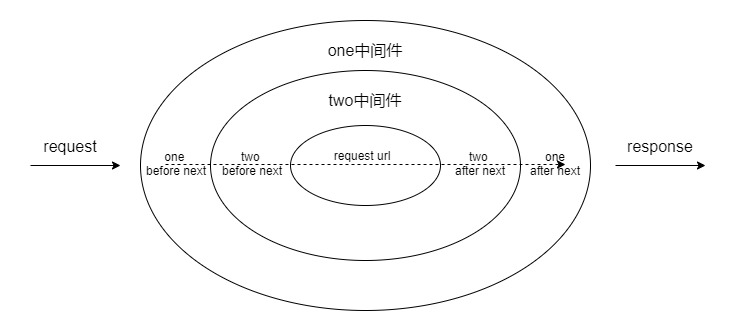 one中间件
two中间件
request
one
before next
two
before next
request url
two
after next
one
after next
response